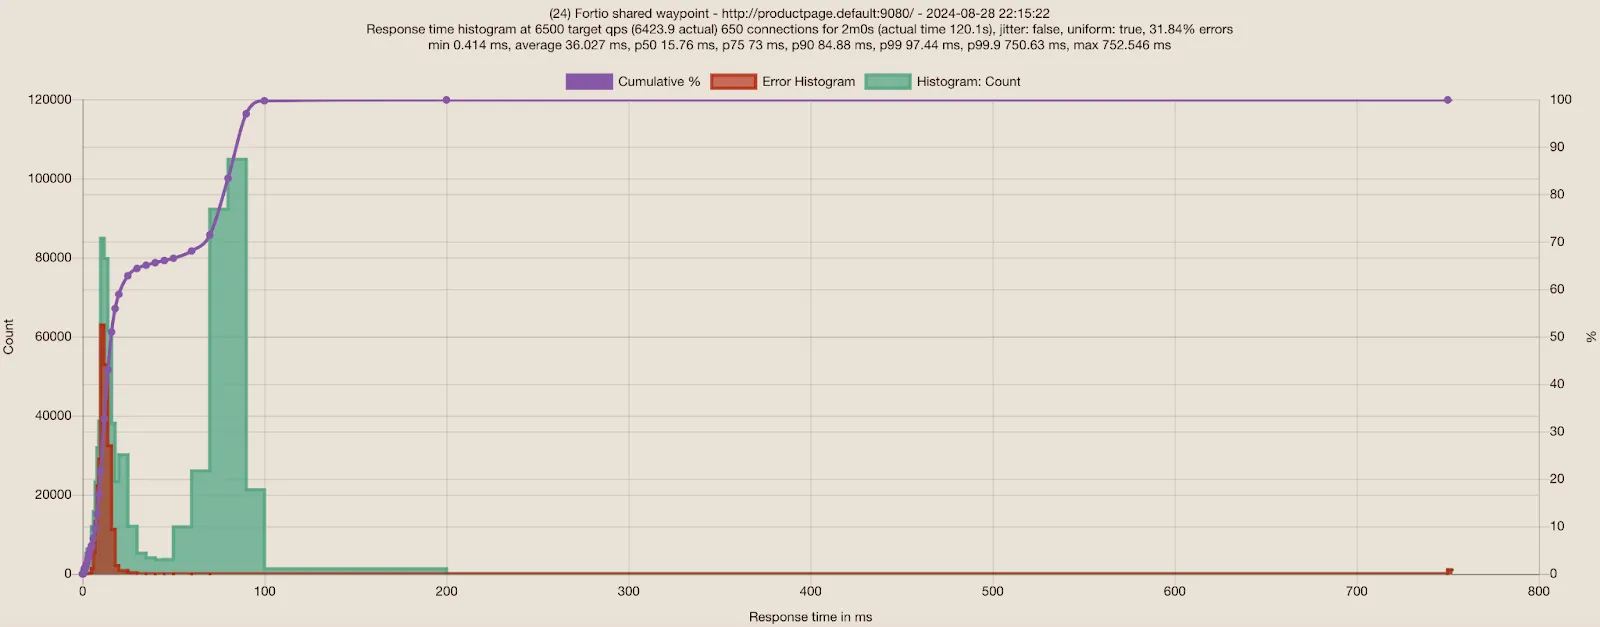 (24) Fortio shared waypoint - http://productpage.default:9080/ - 2024-08-28 22:15:22
Response time histogram at 6500 target qps (6423.9 actual) 650 connections for 2m0s (actual time 120.1s), jitter: false, uniform: true, 31.84% errors
min 0.414 ms, average 36.027 ms, p50 15.76 ms, p75 73 ms, p90 84.88 ms, p99 97.44 ms, p99.9 750.63 ms, max 752.546 ms
Cumulative % Error Histogram Histogram: Count
120000
100000
80000
60000
40000
20000
0
Count
100
90
80
70
60
50
40
30
20
10
0
%
0 100 200 300 400 500 600 700 800
Response time in ms